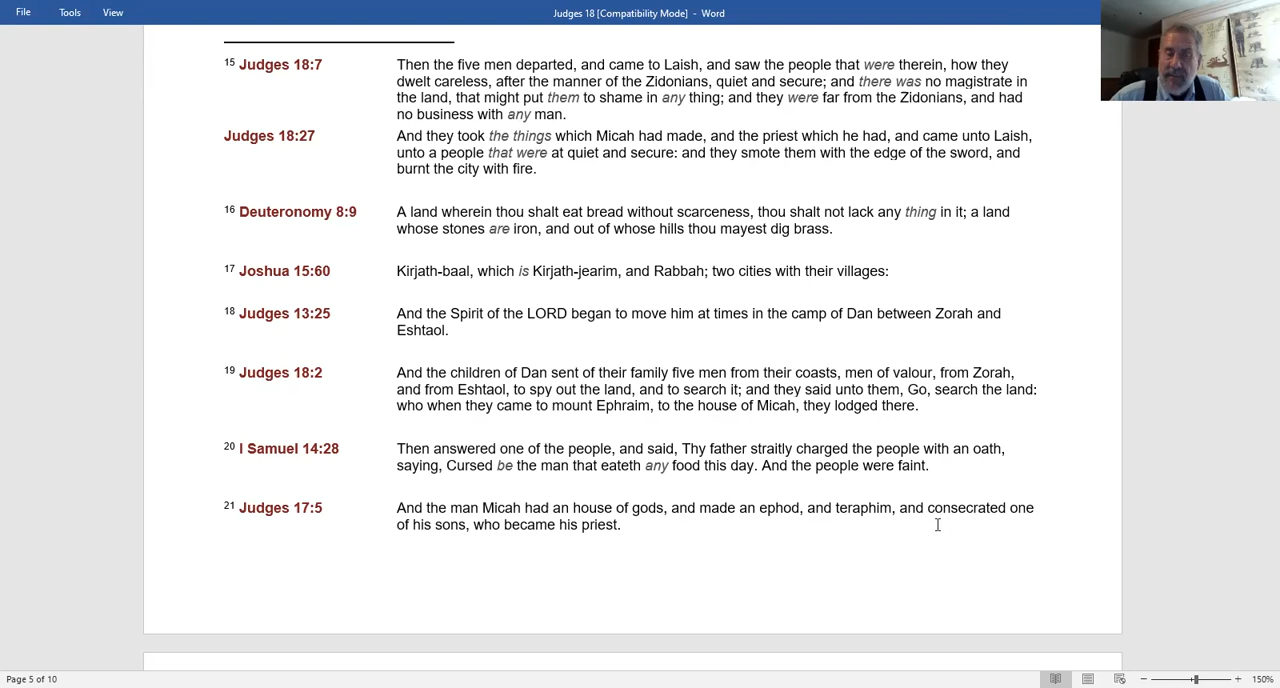 File Tools View Judges 18 [Compatibility Mode] - Word
15 Judges 18:7 Then the five men departed, and came to Laish, and saw the people that were therein, how they
dwelt careless, after the manner of the Zidonians, quiet and secure; and there was no magistrate in
the land, that might put them to shame in any thing; and they were far from the Zidonians, and had
no business with any man.
Judges 18:27 And they took the things which Micah had made, and the priest which he had, and came unto Laish,
unto a people that were at quiet and secure: and they smote them with the edge of the sword, and
burnt the city with fire.
16 Deuteronomy 8:9 A land wherein thou shalt eat bread without scarceness, thou shalt not lack any thing in it; a land
whose stones are iron, and out of whose hills thou mayest dig brass.
17 Joshua 15:60 Kirjath-baal, which is Kirjath-jearim, and Rabbah; two cities with their villages:
18 Judges 13:25 And the Spirit of the LORD began to move him at times in the camp of Dan between Zorah and
Eshtaol.
19 Judges 18:2 And the children of Dan sent of their family five men from their coasts, men of valour, from Zorah,
and from Eshtaol, to spy out the land, and to search it; and they said unto them, Go, search the land:
who when they came to mount Ephraim, to the house of Micah, they lodged there.
20 I Samuel 14:28 Then answered one of the people, and said, Thy father straitly charged the people with an oath,
saying, Cursed be the man that eateth any food this day. And the people were faint.
21 Judges 17:5 And the man Micah had an house of gods, and made an ephod, and teraphim, and consecrated one
of his sons, who became his priest.
Page 5 of 10 150%